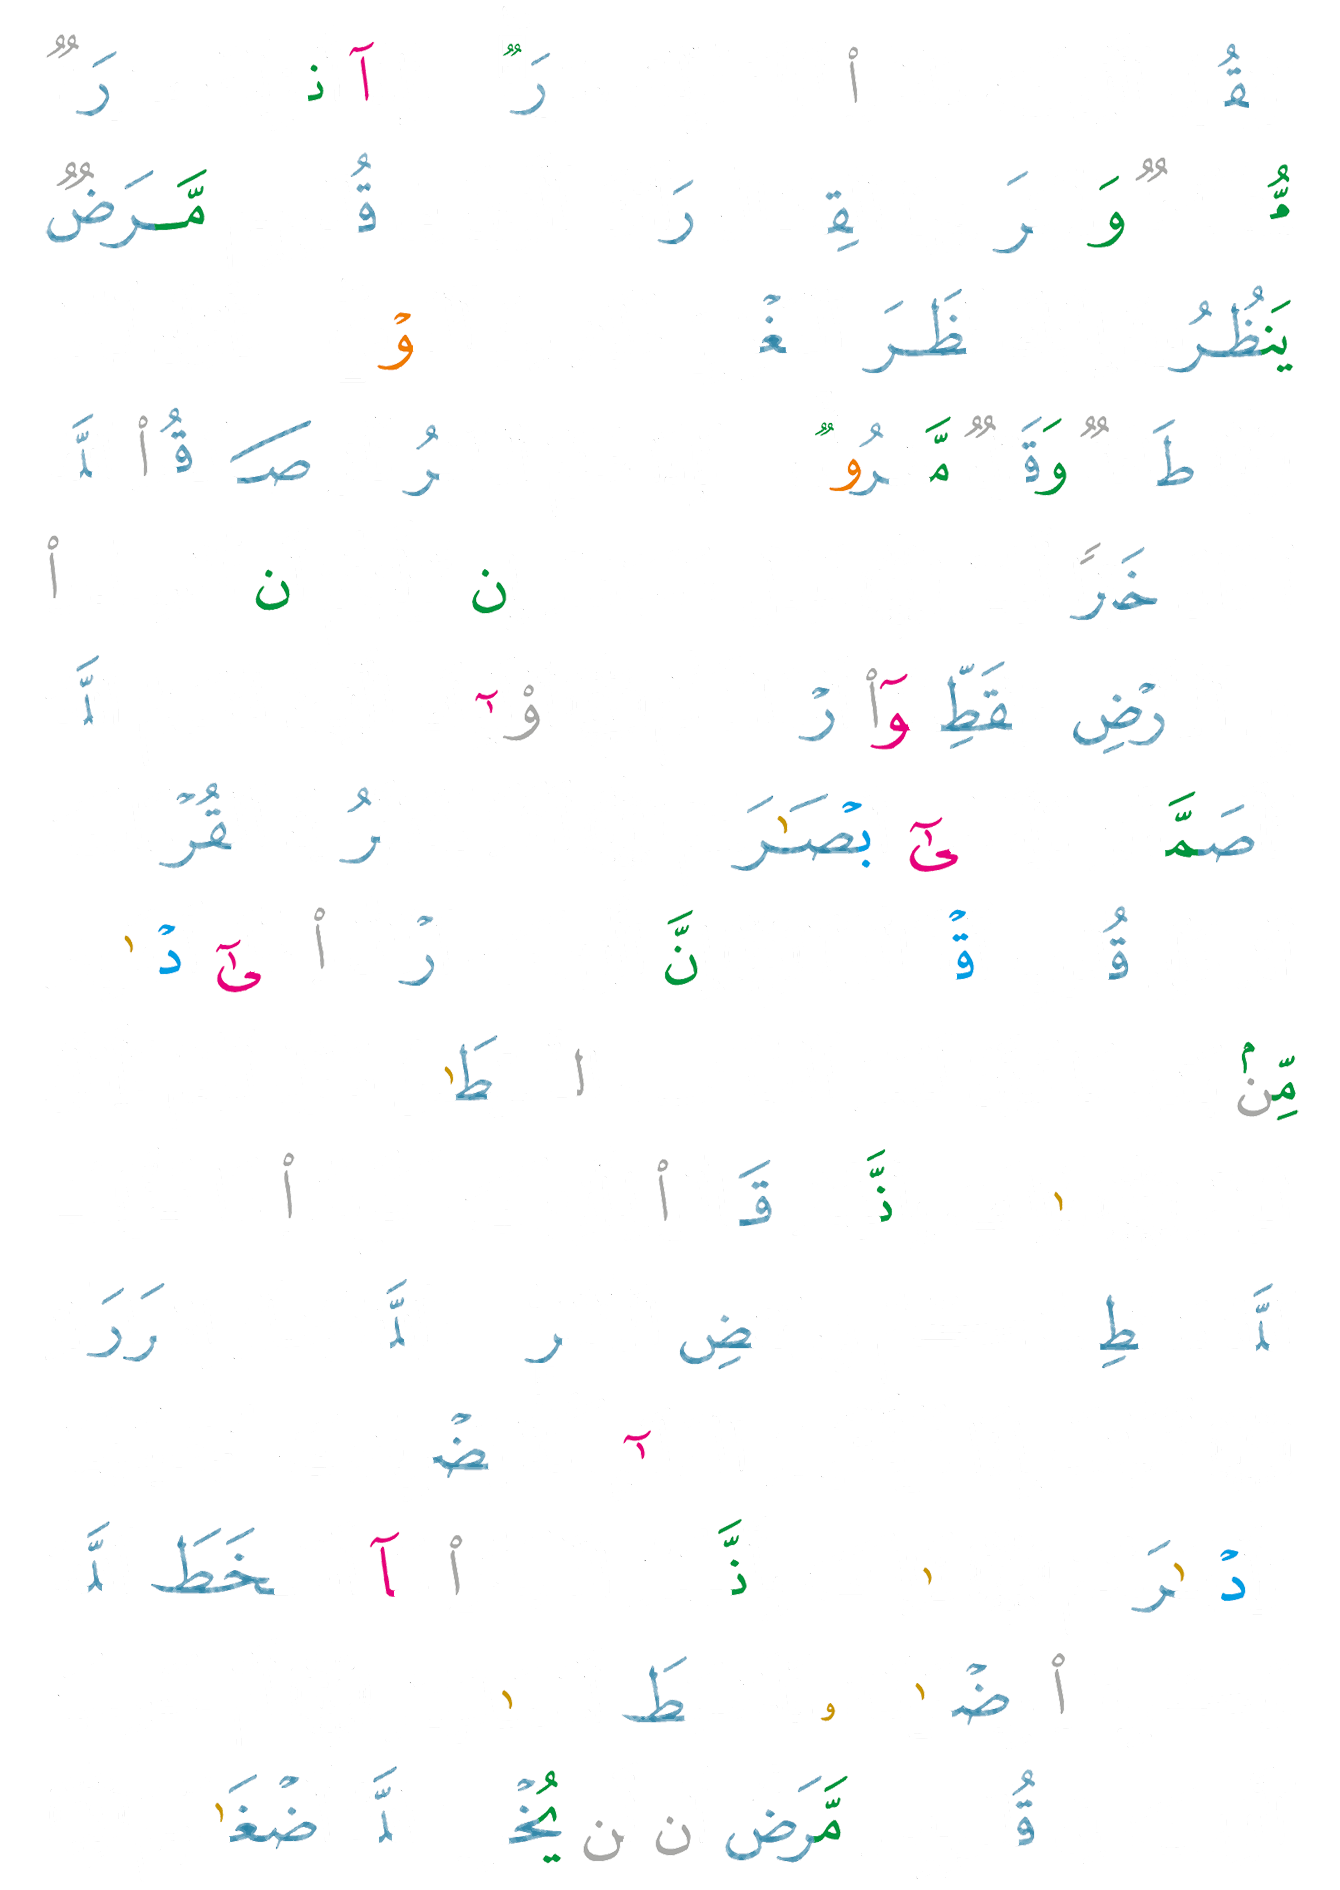 قُ اْ رَ ࣱ آ ذ رَ ࣱ
مُّ ࣱ وَ رَ قِ رَ قُ مَّرَضࣱ
يَنظُرُ ظَرَ غۡ وۡ
طَ ࣱ وَقَ ࣱ مَّ رُو ࣱ رُ صَ قُ اْ لَّ
خَرࣰ ن ن اْ
رۡضِ قَطِّ وٓاْ رۡ وْ ـٰٓ لَّ
صَمَّ ىٰٓ بۡصَـٰرَ رُ قُرۡ
قُ قۡ نَّ رۡ اْ ىٰٓ دۡ ـٰ
مِّنۢ ا طَـٰ
ـٰ ذَّ قَ اْ اْ
لَّ طِ ضِ ر لَّ رَ رَ
ـٰٓ ضۡ
دۡ ـٰرَ ـٰ ذَّ اْ آ خَطَ لَّ
اْ ضۡ ـٰ ۥ طَ ـٰ
قُ مَّرَض ن ن يُخۡ لَّ ضۡغَـٰ